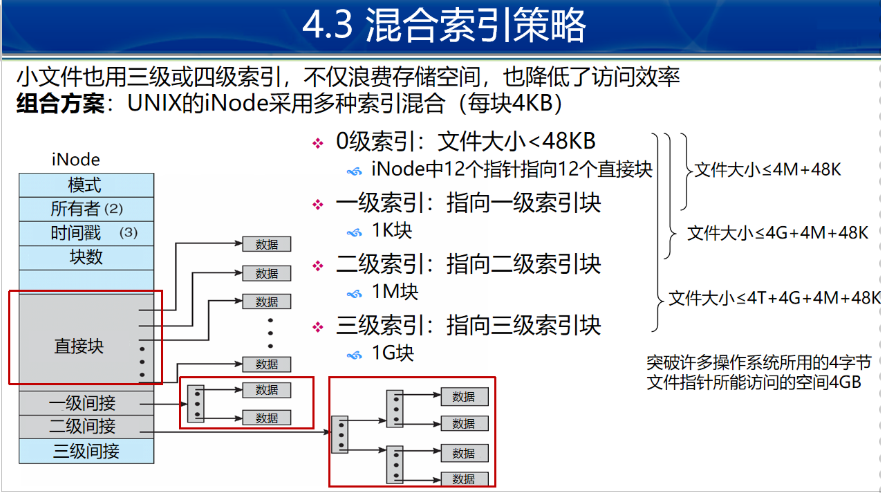 4.3 混合索引策略
小文件也用三级或四级索引，不仅浪费存储空间，也降低了访问效率
组合方案：UNIX的iNode采用多种索引混合（每块4KB）
iNode
模式
所有者(2)
时间戳 (3)
块数
直接块
一级间接
二级间接
三级间接
数据
数据
数据
数据
数据
数据
数据
数据
数据
数据
0级索引：文件大小<48KB
iNode中12个指针指向12个直接块
一级索引：指向一级索引块
1K块
二级索引：指向二级索引块
1M块
三级索引：指向三级索引块
1G块
文件大小≤4M+48K
文件大小≤4G+4M+48K
文件大小≤4T+4G+4M+48K
突破许多操作系统所用的4字节
文件指针所能访问的空间4GB